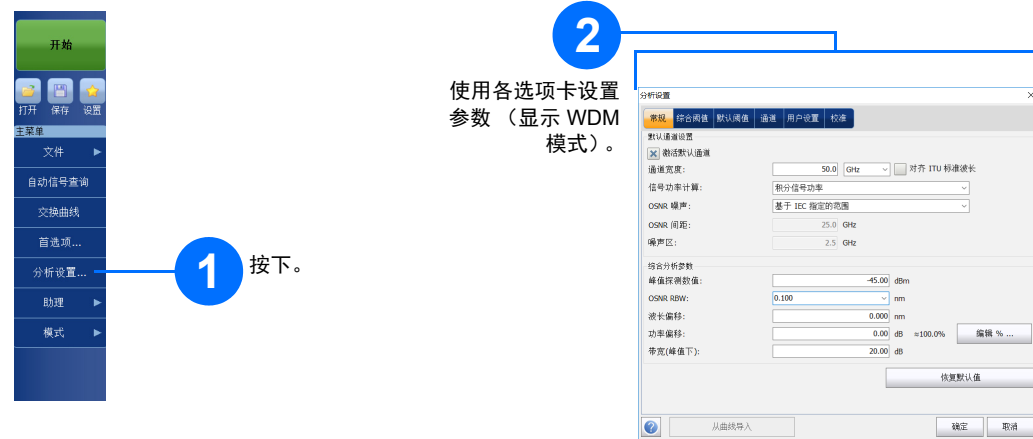 开始
打开 保存 设置
主菜单
文件
自动信号查询
交换曲线
首选项...
分析设置...
助理
模式
1
按下。
2
使用各选项卡设置
参数 （显示 WDM
模式）。
分析设置
常规 综合阈值 默认阈值 通道 用户设置 校准
默认通道设置
激活默认通道
通道宽度: 50.0 GHz 对齐 ITU 标准波长
信号功率计算: 积分信号功率
OSNR 噪声: 基于 IEC 指定的范围
OSNR 间距: 25.0 GHz
噪声区: 2.5 GHz
综合分析参数
峰值探测数值: -45.00 dBm
OSNR RBW: 0.100 nm
波长偏移: 0.000 nm
功率偏移: 0.00 dB ≈100.0% 编辑 % ...
带宽(峰值下): 20.00 dB
恢复默认值
从曲线导入 确定 取消